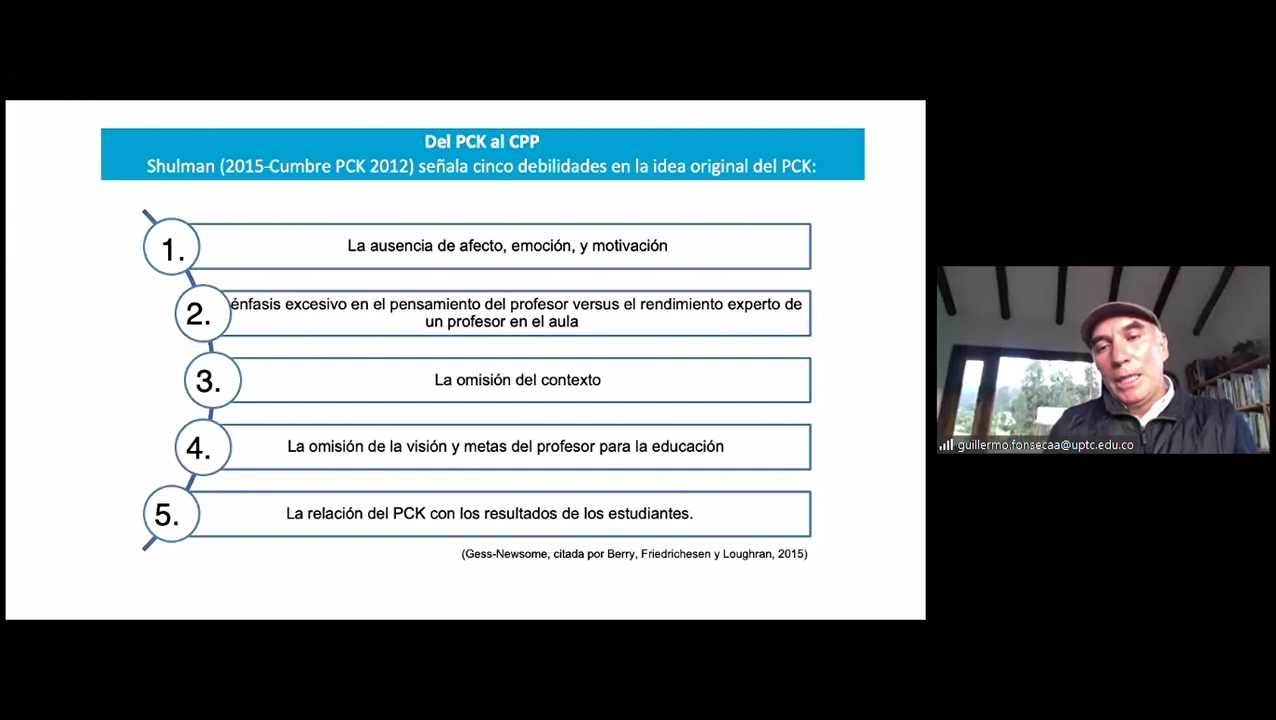 Del PCK al CPP
Shulman (2015-Cumbre PCK 2012) señala cinco debilidades en la idea original del PCK:
1. La ausencia de afecto, emoción, y motivación
2. énfasis excesivo en el pensamiento del profesor versus el rendimiento experto de
un profesor en el aula
3. La omisión del contexto
4. La omisión de la visión y metas del profesor para la educación
5. La relación del PCK con los resultados de los estudiantes.
(Gess-Newsome, citada por Berry, Friedrichesen y Loughran, 2015)
guillermo.fonsecaa@uptc.edu.co